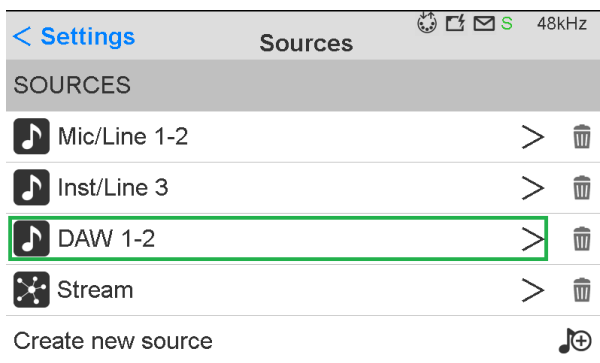 < Settings
Sources
S 48kHz
SOURCES
Mic/Line 1-2
Inst/Line 3
DAW 1-2
Stream
Create new source